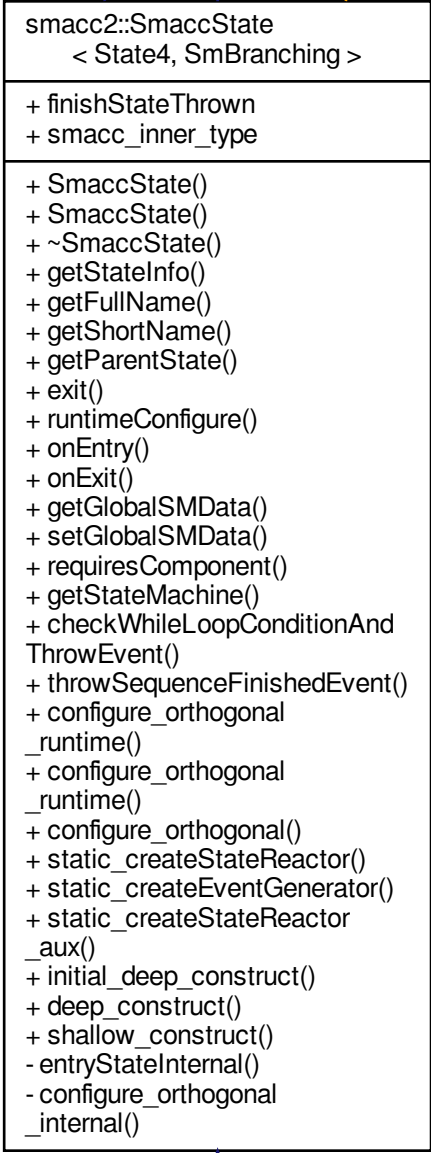 smacc2::SmaccState
< State4, SmBranching >
+ finishStateThrown
+ smacc_inner_type
+ SmaccState()
+ SmaccState()
+ ~SmaccState()
+ getStateInfo()
+ getFullName()
+ getShortName()
+ getParentState()
+ exit()
+ runtimeConfigure()
+ onEntry()
+ onExit()
+ getGlobalSMData()
+ setGlobalSMData()
+ requiresComponent()
+ getStateMachine()
+ checkWhileLoopConditionAnd
ThrowEvent()
+ throwSequenceFinishedEvent()
+ configure_orthogonal
_runtime()
+ configure_orthogonal
_runtime()
+ configure_orthogonal()
+ static_createStateReactor()
+ static_createEventGenerator()
+ static_createStateReactor
_aux()
+ initial_deep_construct()
+ deep_construct()
+ shallow_construct()
- entryStateInternal()
- configure_orthogonal
_internal()